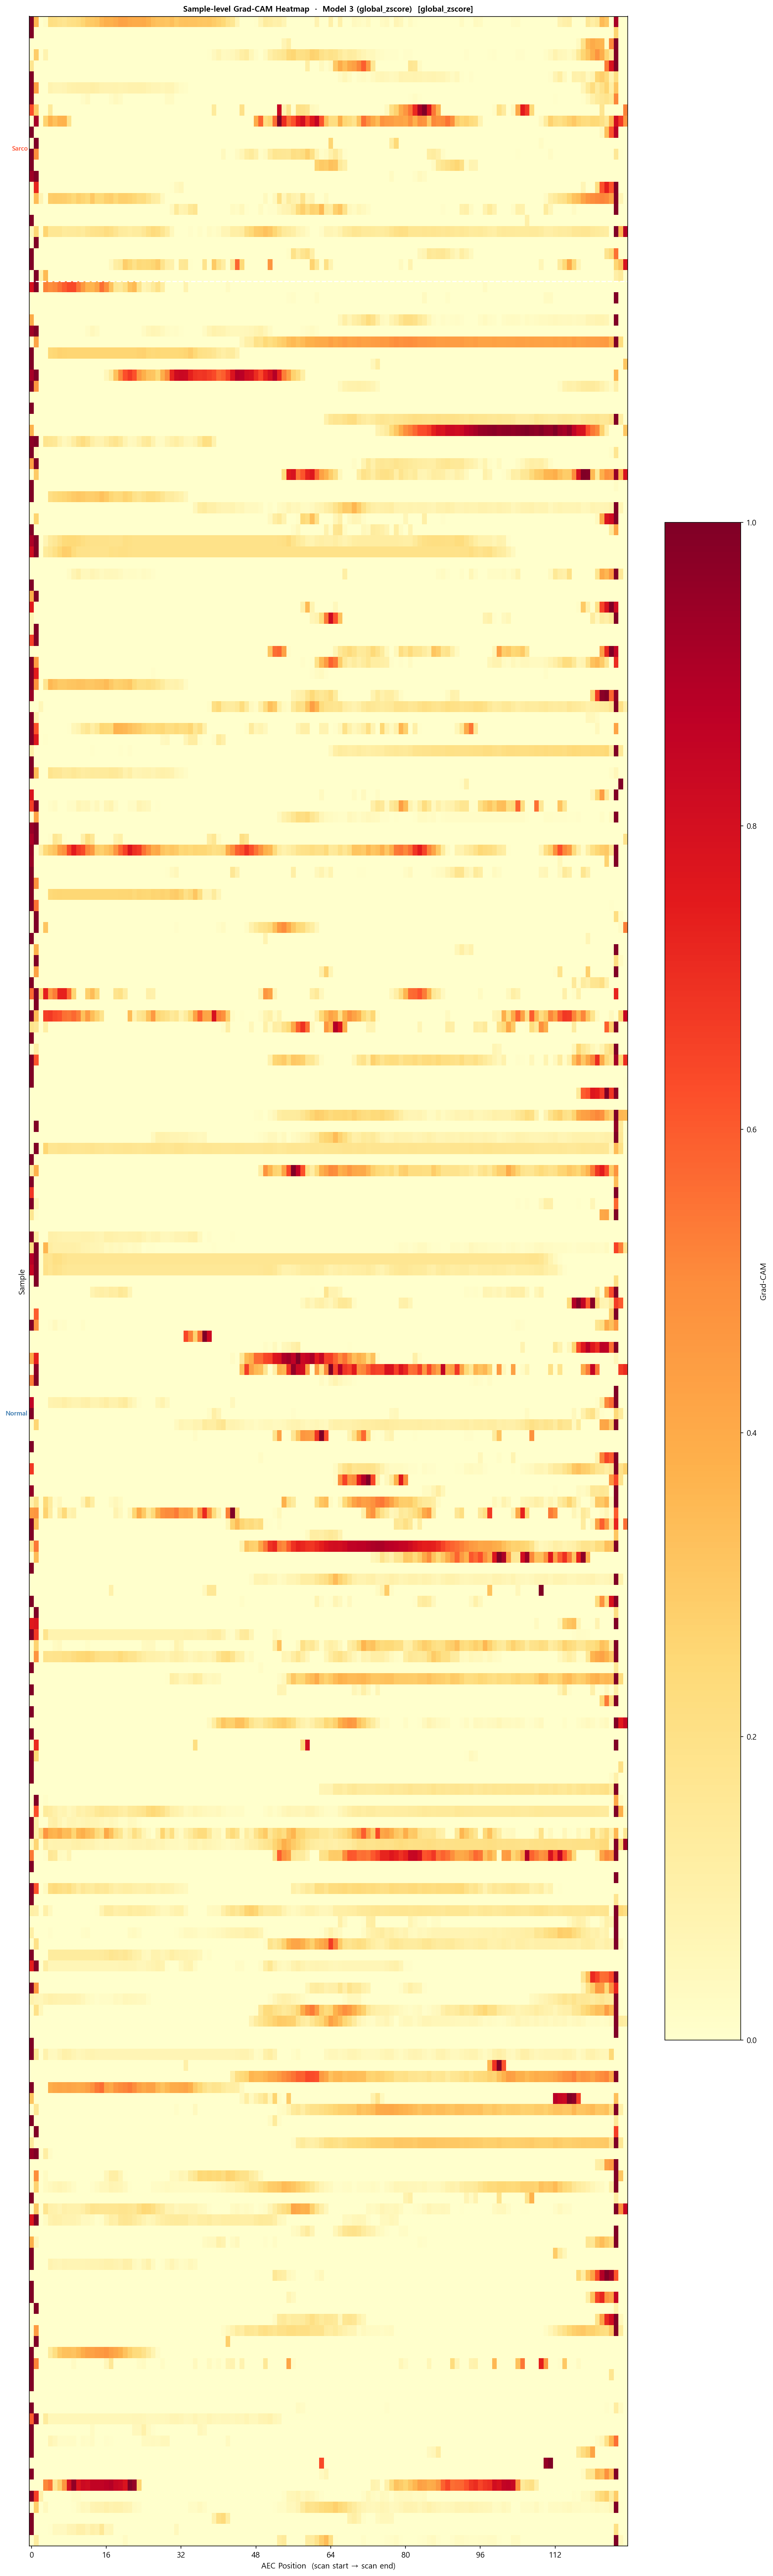 Sample-level Grad-CAM Heatmap · Model 3 (global_zscore) [global_zscore]
Sarco
Sample
Normal
1.0
0.8
0.6
0.4
0.2
0.0
Grad-CAM
0 16 32 48 64 80 96 112
AEC Position (scan start → scan end)